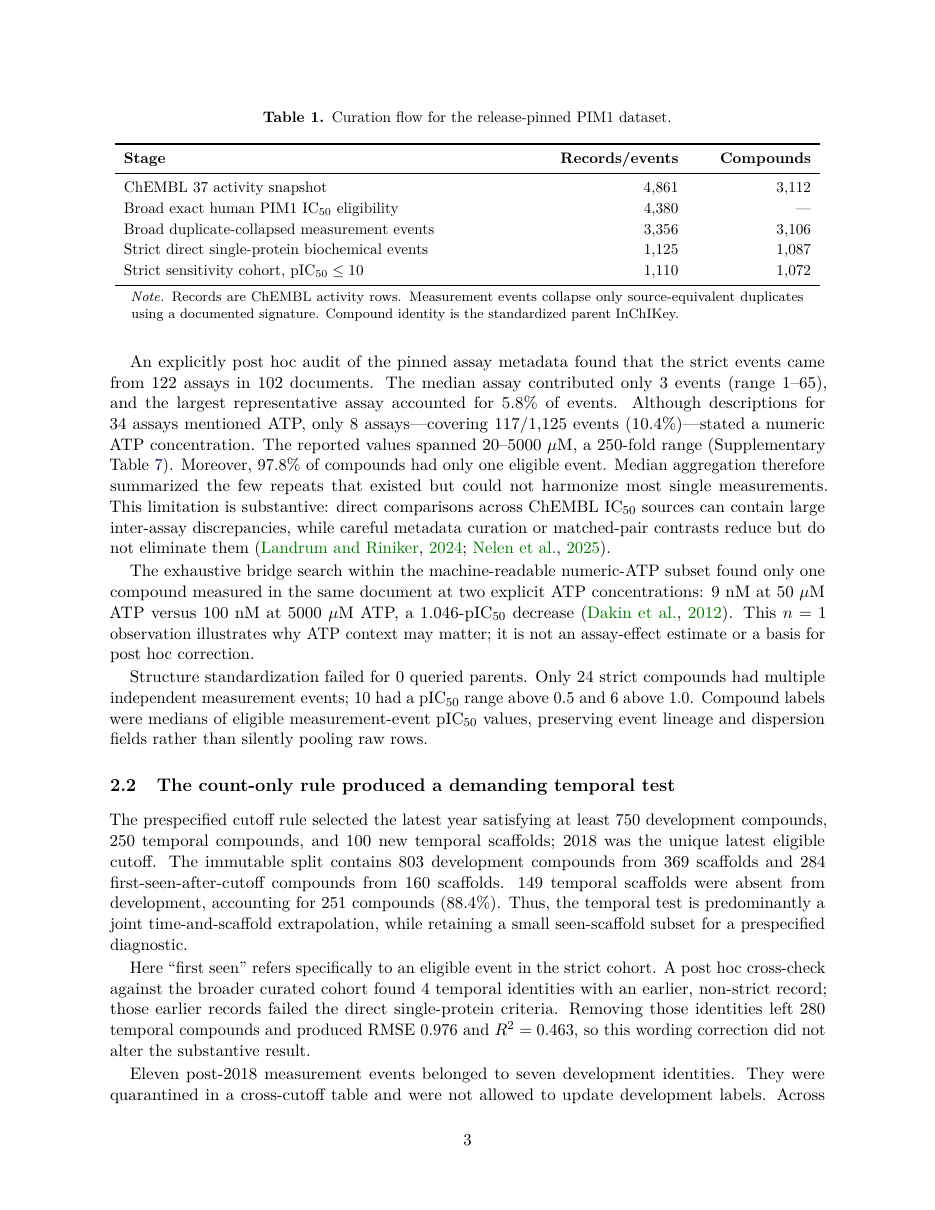 Table 1. Curation flow for the release-pinned PIM1 dataset.
Stage Records/events Compounds
ChEMBL 37 activity snapshot 4,861 3,112
Broad exact human PIM1 IC50 eligibility 4,380 —
Broad duplicate-collapsed measurement events 3,356 3,106
Strict direct single-protein biochemical events 1,125 1,087
Strict sensitivity cohort, pIC50 ≤ 10 1,110 1,072
Note. Records are ChEMBL activity rows. Measurement events collapse only source-equivalent duplicates
using a documented signature. Compound identity is the standardized parent InChIKey.
An explicitly post hoc audit of the pinned assay metadata found that the strict events came
from 122 assays in 102 documents. The median assay contributed only 3 events (range 1–65),
and the largest representative assay accounted for 5.8% of events. Although descriptions for
34 assays mentioned ATP, only 8 assays—covering 117/1,125 events (10.4%)—stated a numeric
ATP concentration. The reported values spanned 20–5000 μM, a 250-fold range (Supplementary
Table 7). Moreover, 97.8% of compounds had only one eligible event. Median aggregation therefore
summarized the few repeats that existed but could not harmonize most single measurements.
This limitation is substantive: direct comparisons across ChEMBL IC50 sources can contain large
inter-assay discrepancies, while careful metadata curation or matched-pair contrasts reduce but do
not eliminate them (Landrum and Riniker, 2024; Nelen et al., 2025).
The exhaustive bridge search within the machine-readable numeric-ATP subset found only one
compound measured in the same document at two explicit ATP concentrations: 9 nM at 50 μM
ATP versus 100 nM at 5000 μM ATP, a 1.046-pIC50 decrease (Dakin et al., 2012). This n = 1
observation illustrates why ATP context may matter; it is not an assay-effect estimate or a basis for
post hoc correction.
Structure standardization failed for 0 queried parents. Only 24 strict compounds had multiple
independent measurement events; 10 had a pIC50 range above 0.5 and 6 above 1.0. Compound labels
were medians of eligible measurement-event pIC50 values, preserving event lineage and dispersion
fields rather than silently pooling raw rows.
2.2 The count-only rule produced a demanding temporal test
The prespecified cutoff rule selected the latest year satisfying at least 750 development compounds,
250 temporal compounds, and 100 new temporal scaffolds; 2018 was the unique latest eligible
cutoff. The immutable split contains 803 development compounds from 369 scaffolds and 284
first-seen-after-cutoff compounds from 160 scaffolds. 149 temporal scaffolds were absent from
development, accounting for 251 compounds (88.4%). Thus, the temporal test is predominantly a
joint time-and-scaffold extrapolation, while retaining a small seen-scaffold subset for a prespecified
diagnostic.
Here “first seen” refers specifically to an eligible event in the strict cohort. A post hoc cross-check
against the broader curated cohort found 4 temporal identities with an earlier, non-strict record;
those earlier records failed the direct single-protein criteria. Removing those identities left 280
temporal compounds and produced RMSE 0.976 and R² = 0.463, so this wording correction did not
alter the substantive result.
Eleven post-2018 measurement events belonged to seven development identities. They were
quarantined in a cross-cutoff table and were not allowed to update development labels. Across
3